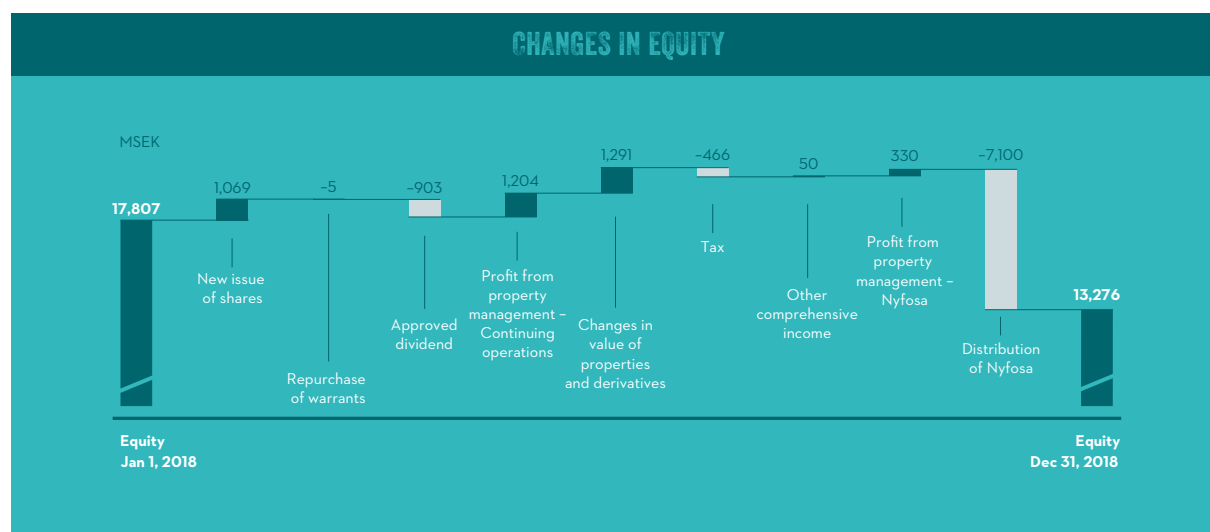 CHANGES IN EQUITY
MSEK
17,807
1,069
–5
–903
1,204
1,291
–466
50
330
–7,100
13,276
New issue
of shares
Repurchase
of warrants
Approved
dividend
Profit from
property
management –
Continuing
operations
Changes in
value of
properties
and derivatives
Tax
Other
comprehensive
income
Profit from
property
management –
Nyfosa
Distribution
of Nyfosa
Equity
Jan 1, 2018
Equity
Dec 31, 2018